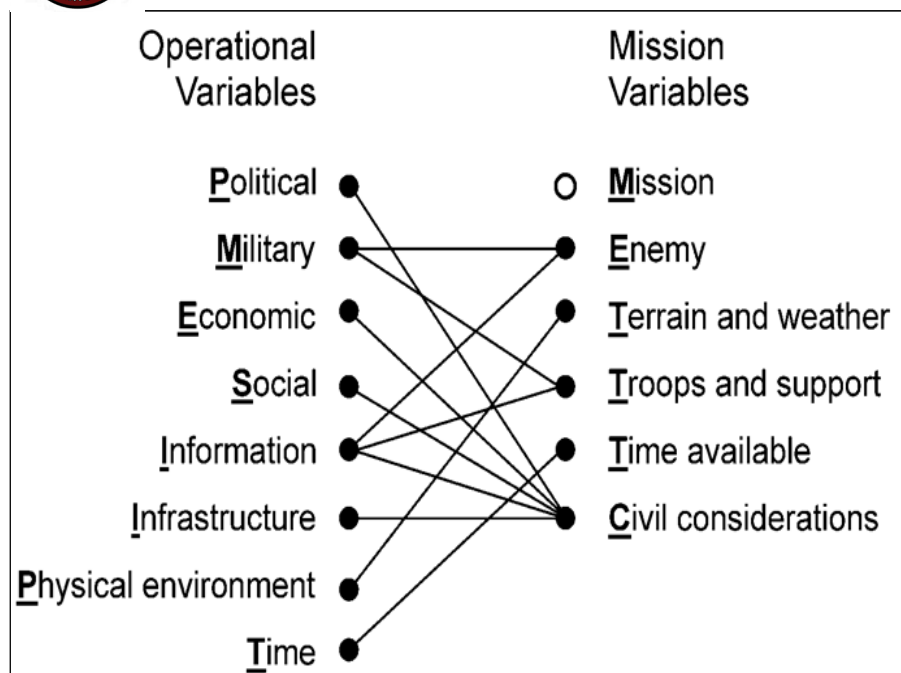 Operational
Variables
Mission
Variables
Political
Military
Economic
Social
Information
Infrastructure
Physical environment
Time
Mission
Enemy
Terrain and weather
Troops and support
Time available
Civil considerations